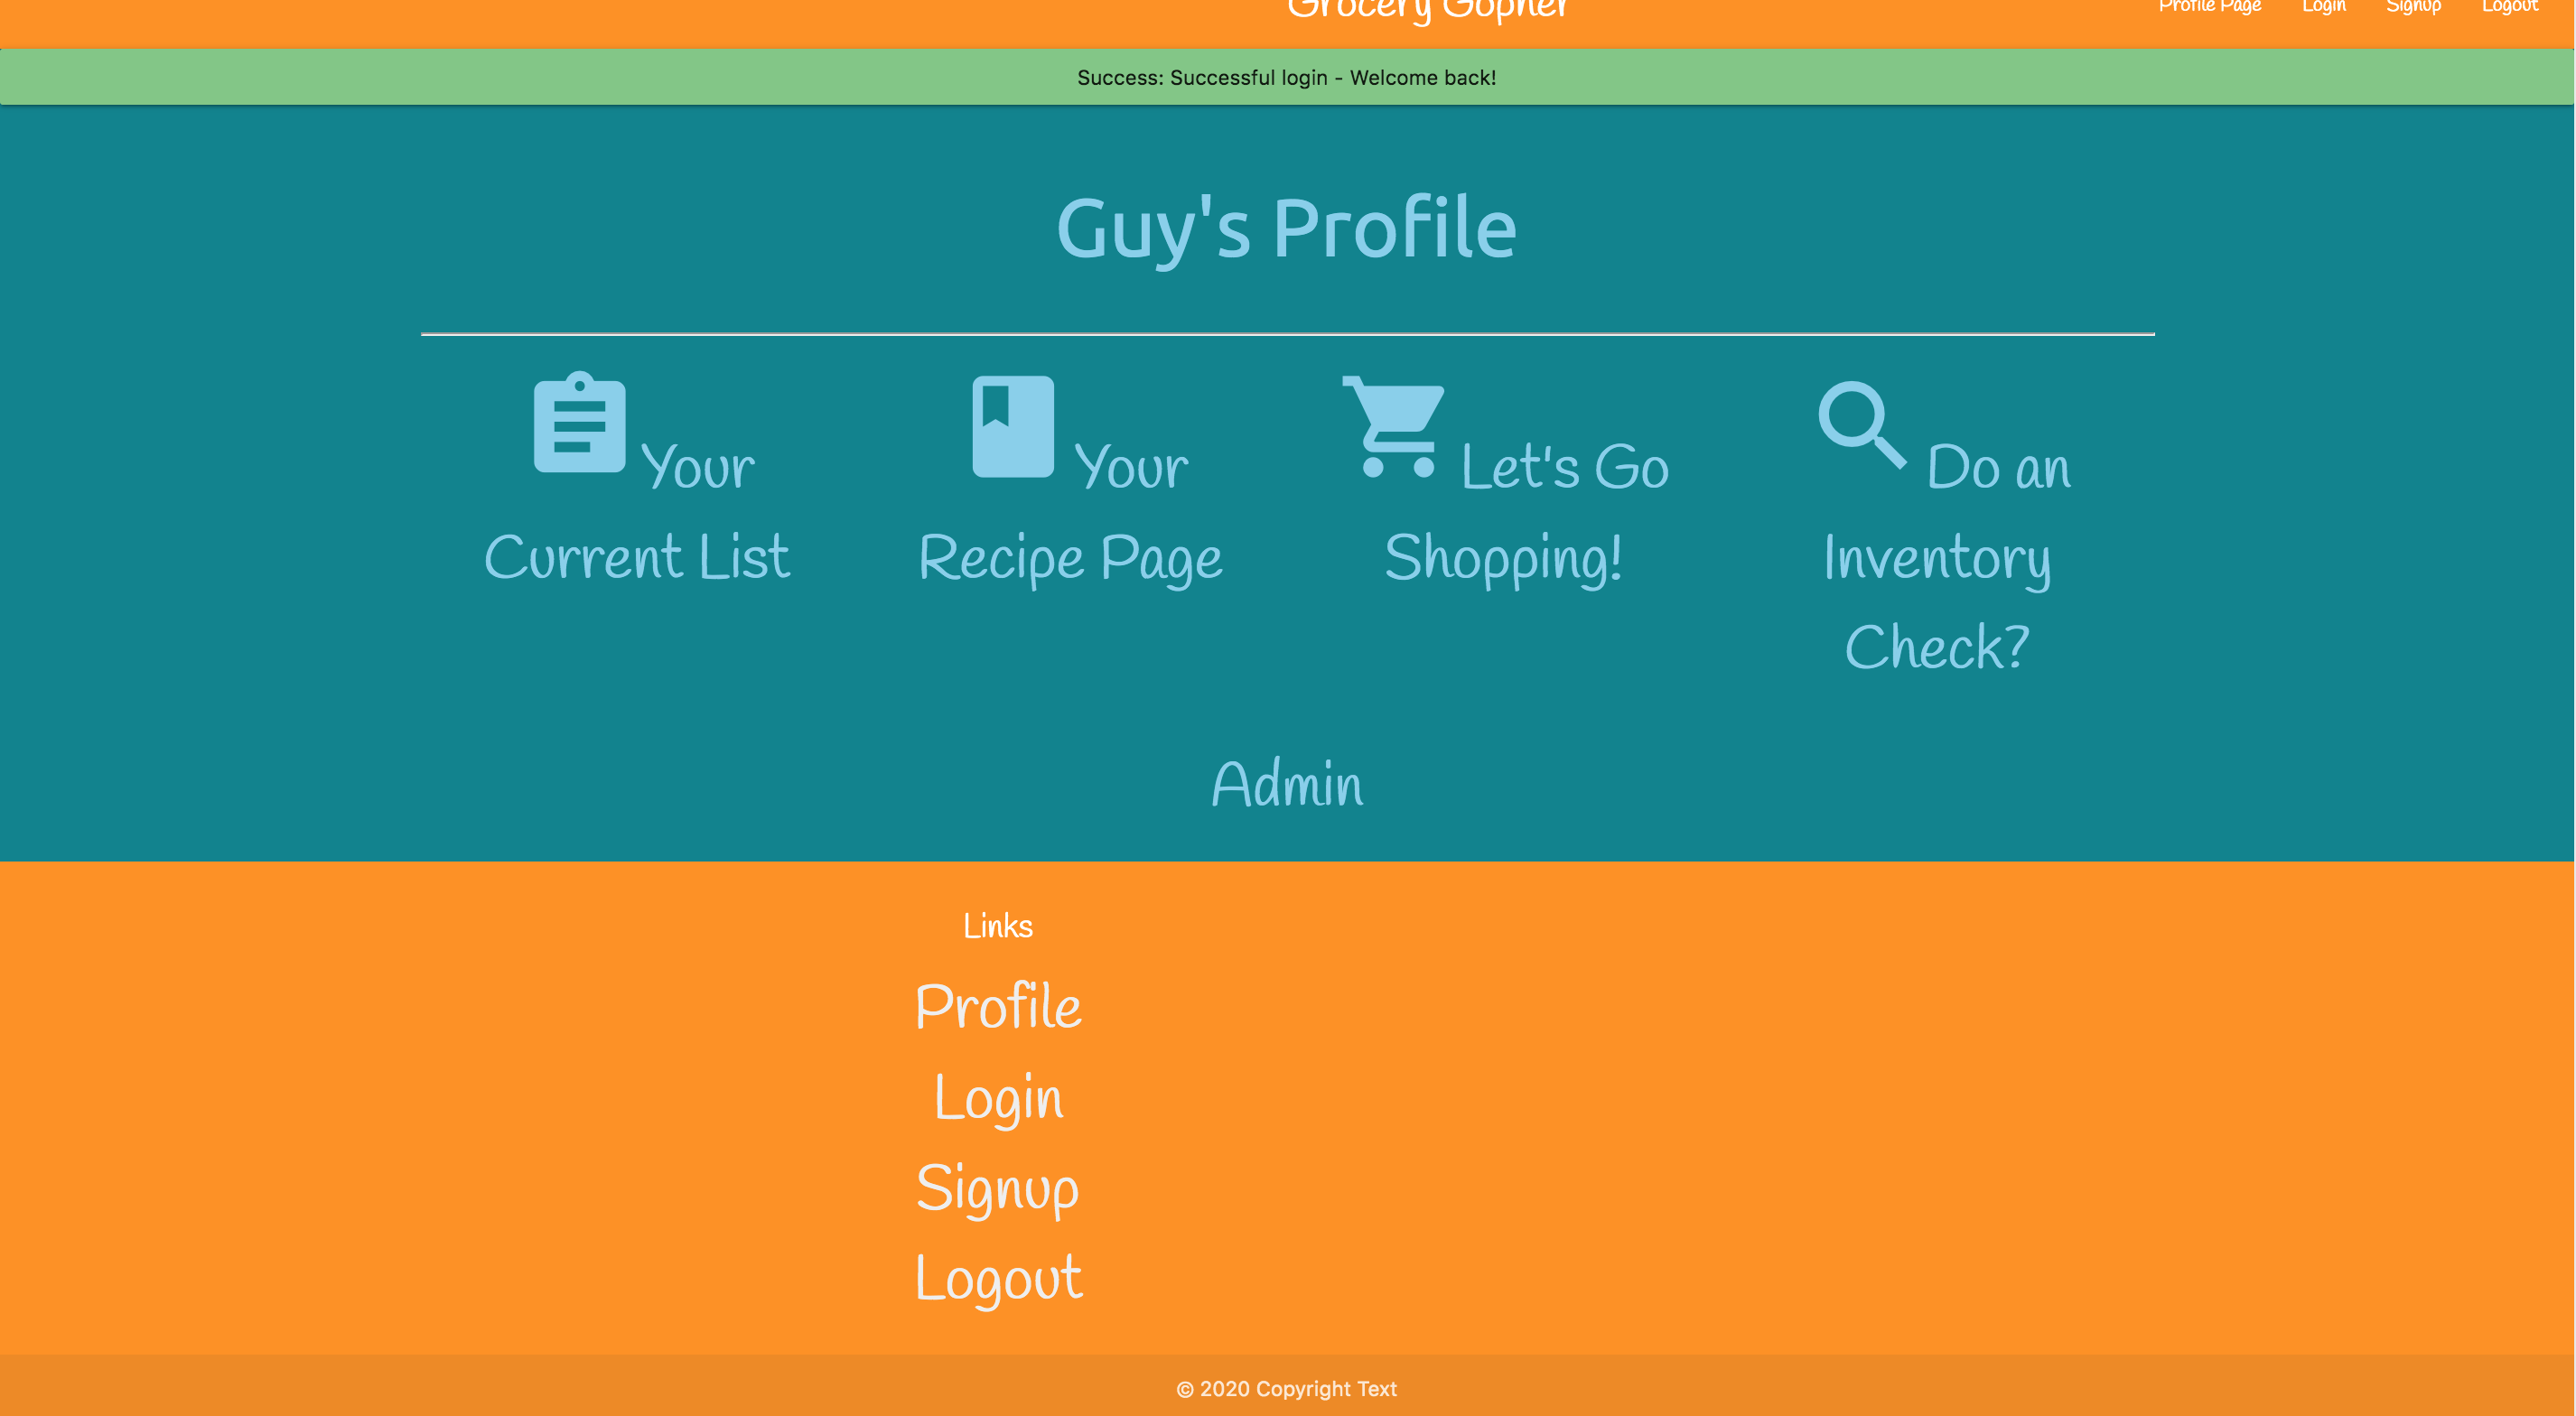 Grocery Gopher
Profile Page Login Signup Logout
Success: Successful login - Welcome back!
Guy's Profile
Your
Current List
Your
Recipe Page
Let's Go
Shopping!
Do an
Inventory
Check?
Admin
Links
Profile
Login
Signup
Logout
© 2020 Copyright Text